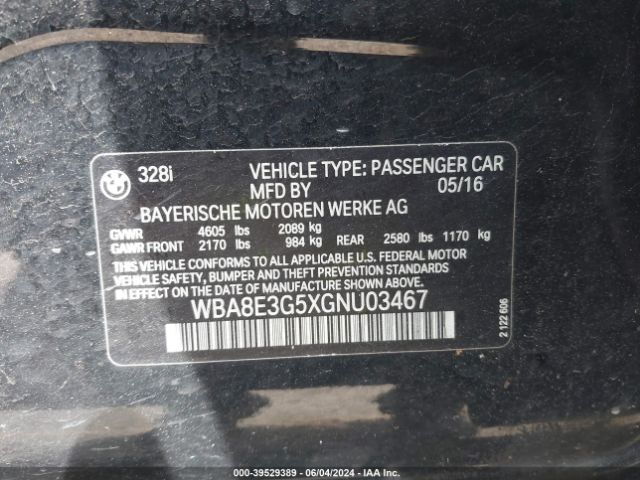 328i VEHICLE TYPE: PASSENGER CAR
MFD BY 05/16
BAYERISCHE MOTOREN WERKE AG
GVWR 4605 lbs 2089 kg
GAWR FRONT 2170 lbs 984 kg REAR 2580 lbs 1170 kg
THIS VEHICLE CONFORMS TO ALL APPLICABLE U.S. FEDERAL MOTOR
VEHICLE SAFETY, BUMPER AND THEFT PREVENTION STANDARDS
IN EFFECT ON THE DATE OF MANUFACTURE SHOWN ABOVE.
WBA8E3G5XGNU03467
2 122 606
000-39529389 - 06/04/2024 - IAA Inc.